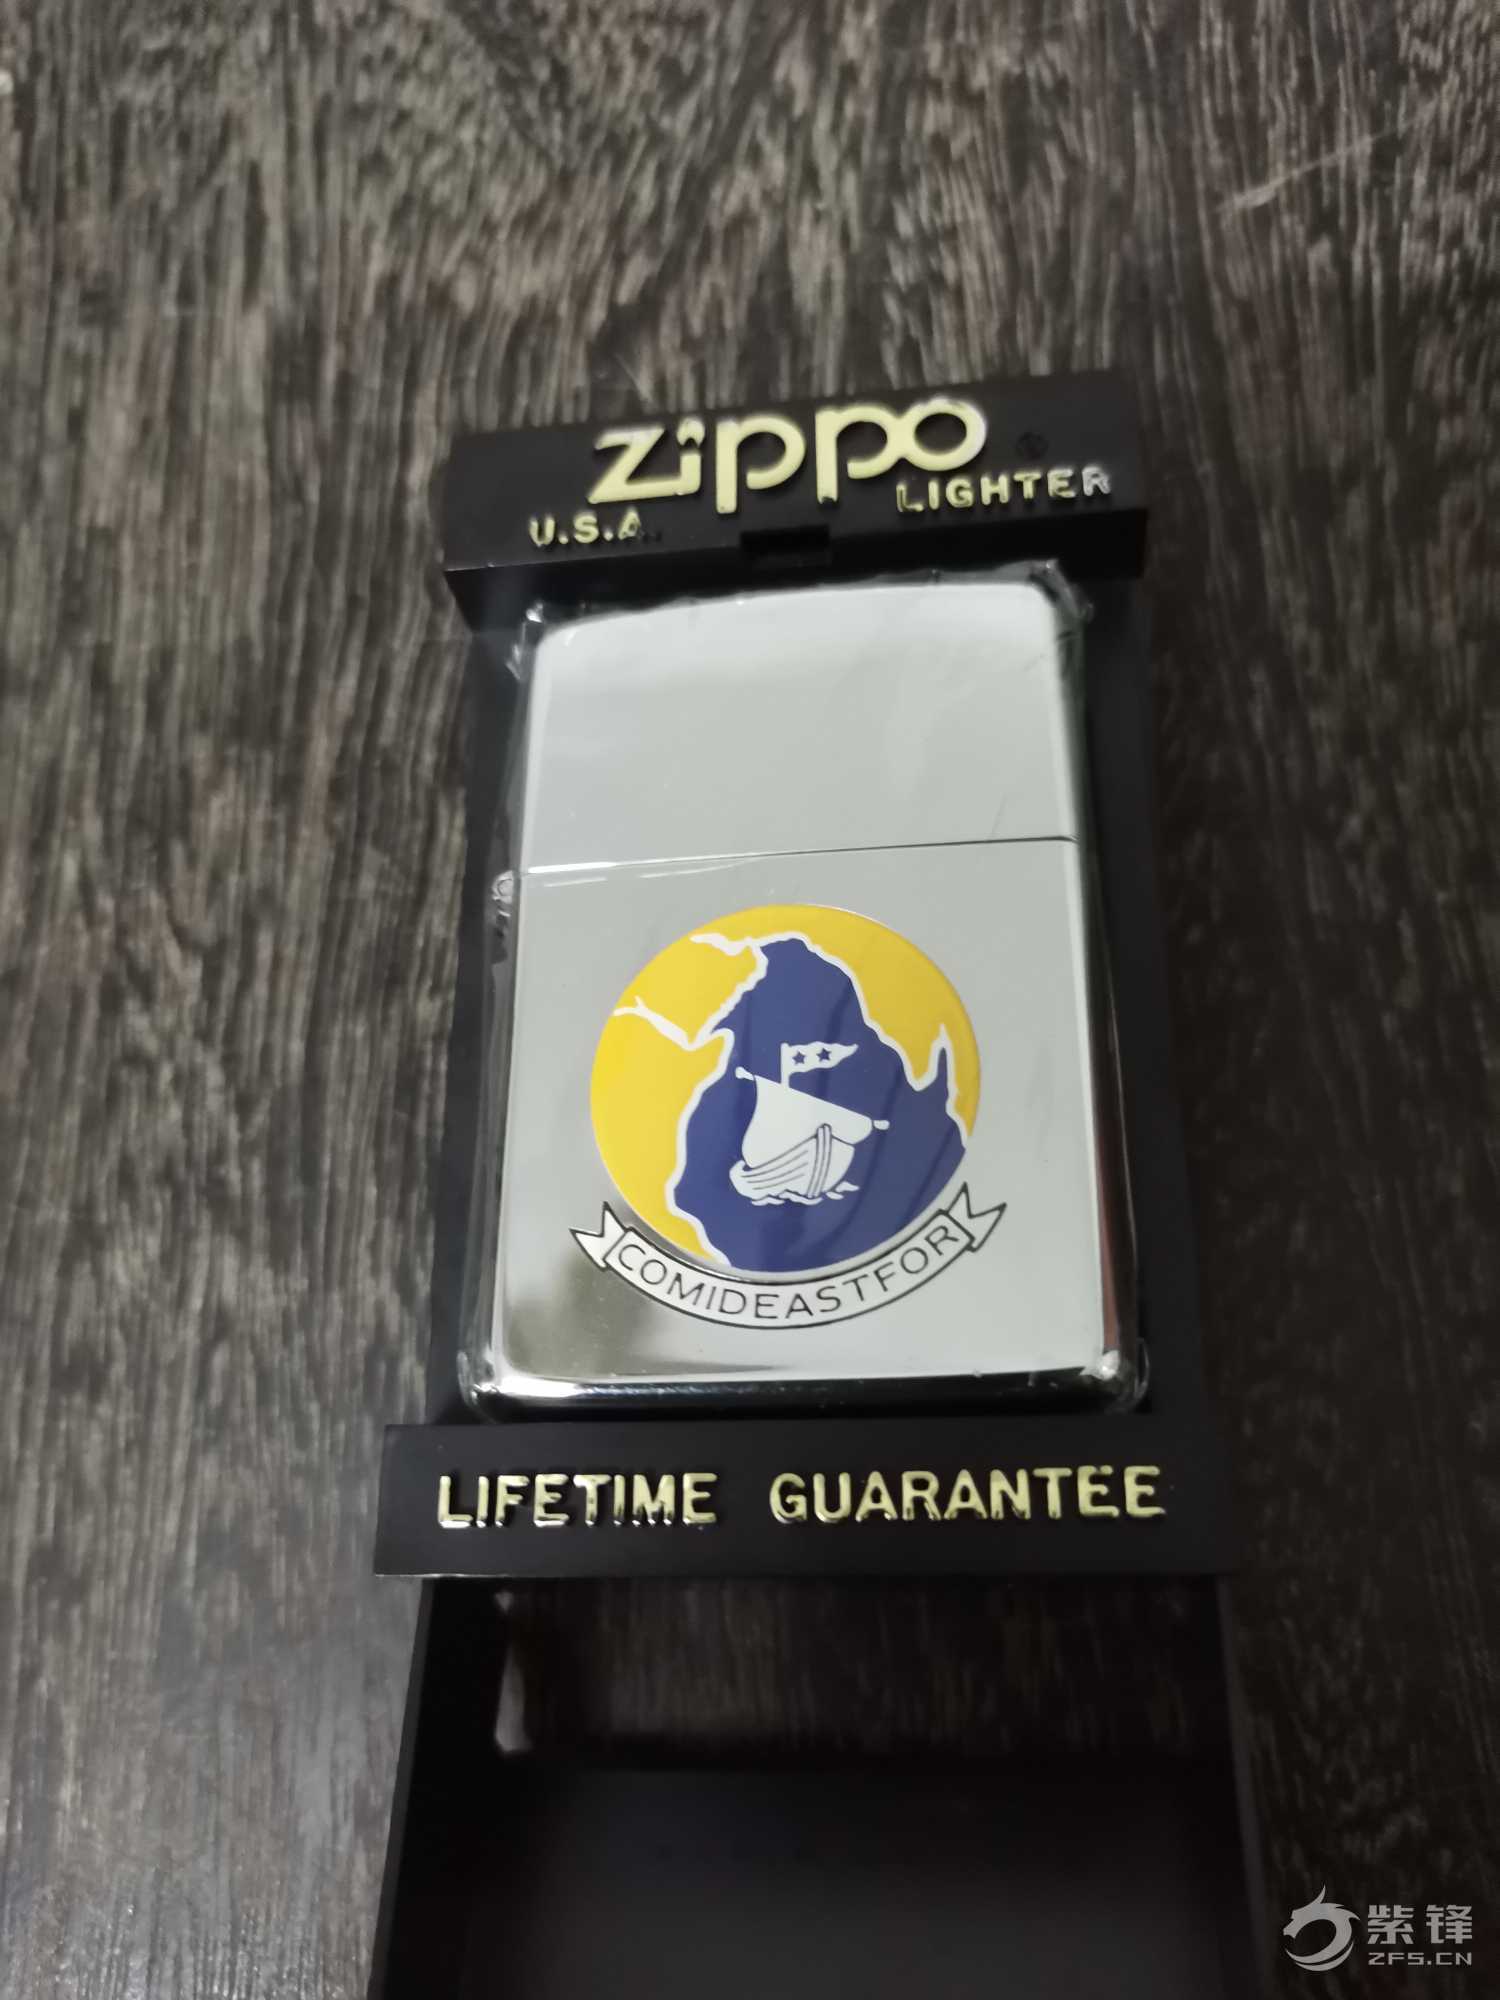 zippo
U.S.A. LIGHTER
COMIDEASTFOR
LIFETIME GUARANTEE
紫锋
ZFS.CN